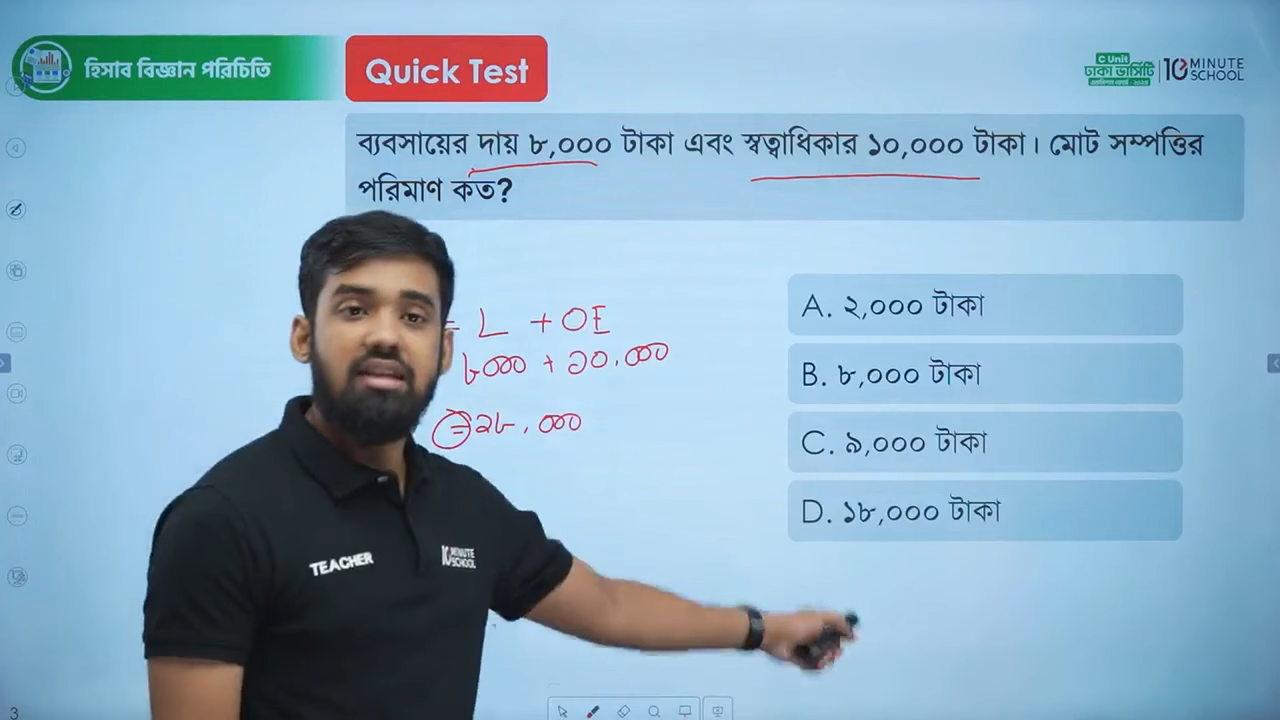 হিসাব বিজ্ঞান পরিচিতি
Quick Test
C Unit
ঢাকা ভার্সিটি
10 MINUTE SCHOOL
ব্যবসায়ের দায় ৮,০০০ টাকা এবং স্বত্বাধিকার ১০,০০০ টাকা। মোট সম্পত্তির
পরিমাণ কত?
= L + OE
৮০০০ + ১০,০০০
= ১৮,০০০
A. ২,০০০ টাকা
B. ৮,০০০ টাকা
C. ৯,০০০ টাকা
D. ১৮,০০০ টাকা
TEACHER
10 MINUTE SCHOOL
3